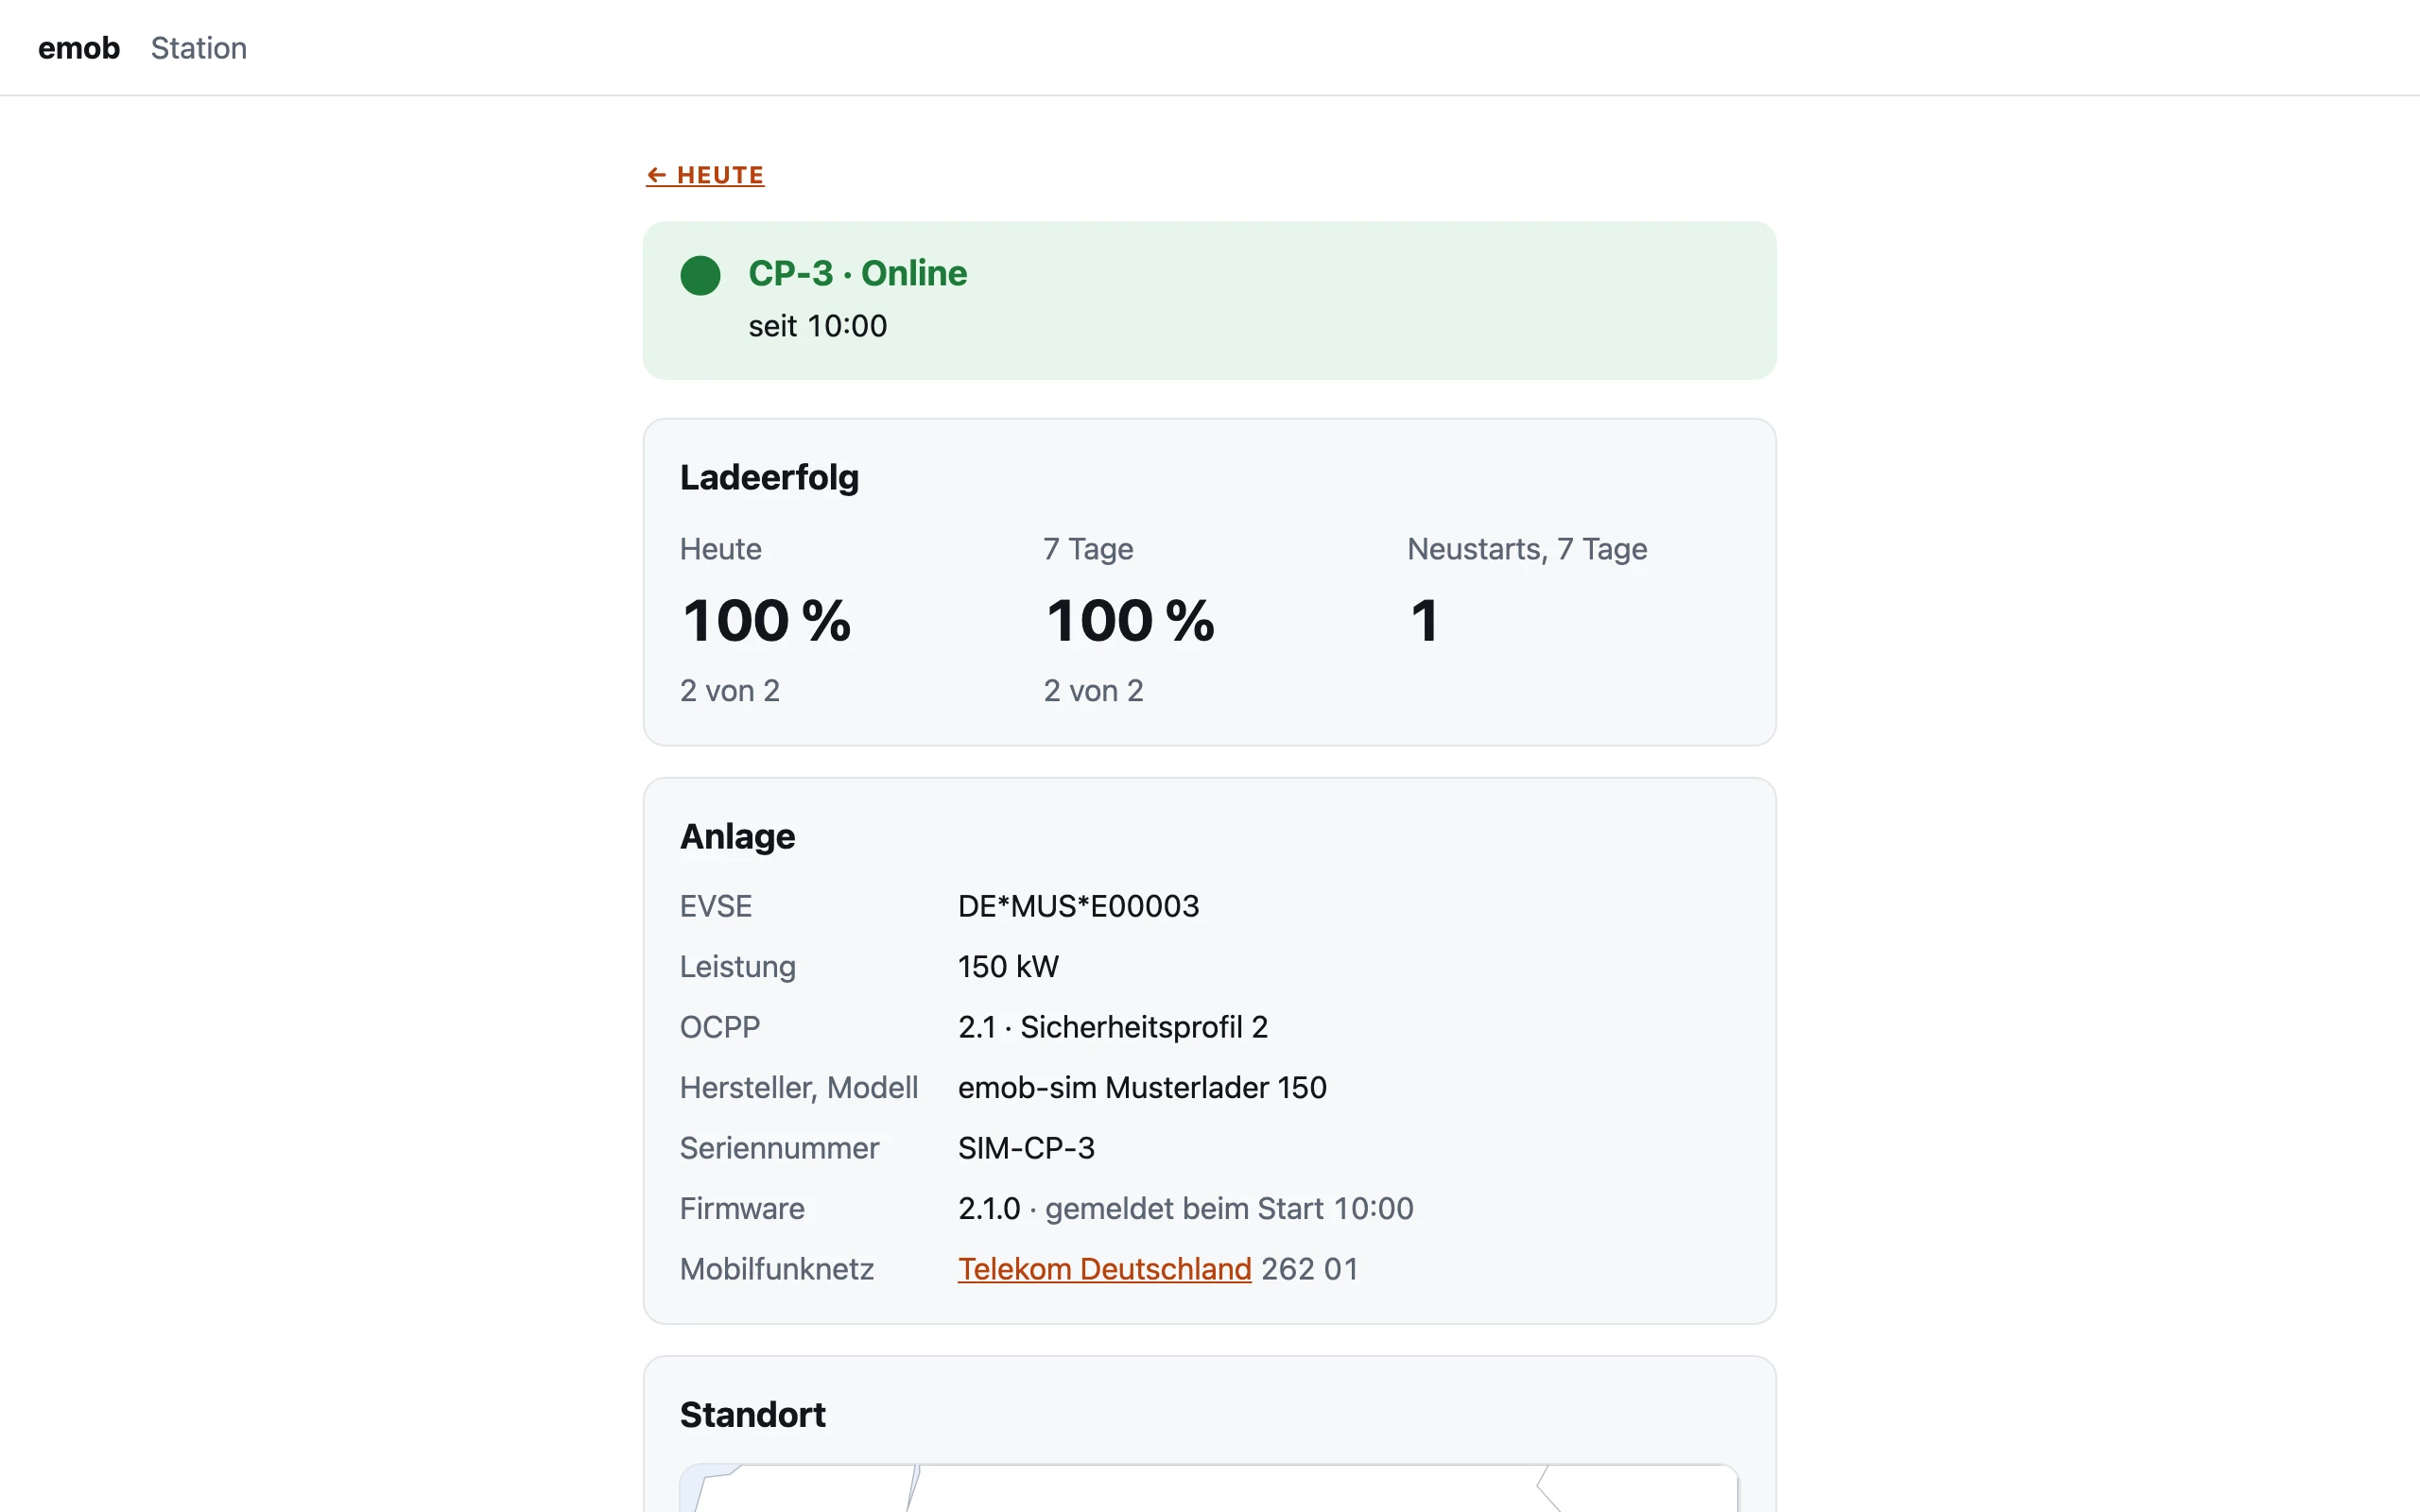 emob Station
← HEUTE
CP-3 · Online
seit 10:00
Ladeerfolg
Heute 7 Tage Neustarts, 7 Tage
100 % 100 % 1
2 von 2 2 von 2
Anlage
EVSE DE*MUS*E00003
Leistung 150 kW
OCPP 2.1 · Sicherheitsprofil 2
Hersteller, Modell emob-sim Musterlader 150
Seriennummer SIM-CP-3
Firmware 2.1.0 · gemeldet beim Start 10:00
Mobilfunknetz Telekom Deutschland 262 01
Standort